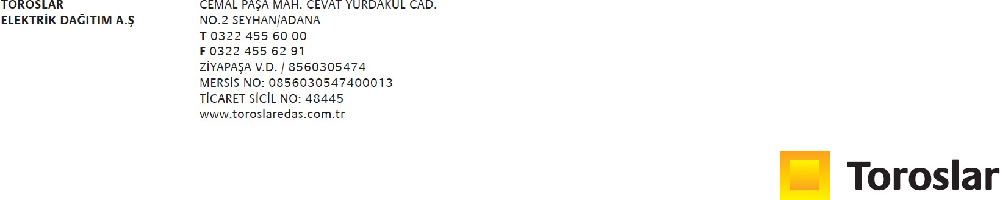 TOROSLAR
ELEKTRİK DAĞITIM A.Ş
CEMAL PAŞA MAH. CEVAT YURDAKUL CAD.
NO.2 SEYHAN/ADANA
T 0322 455 60 00
F 0322 455 62 91
ZİYAPAŞA V.D. / 8560305474
MERSİS NO: 0856030547400013
TİCARET SİCİL NO: 48445
www.toroslaredas.com.tr
Toroslar